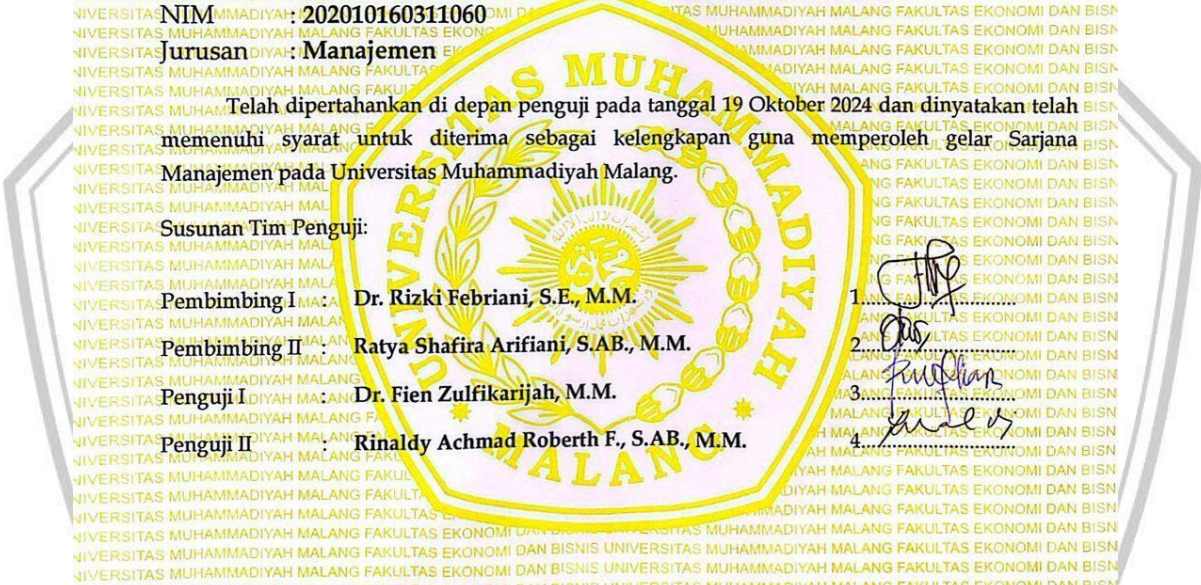 NIM : 202010160311060
Jurusan : Manajemen
Telah dipertahankan di depan penguji pada tanggal 19 Oktober 2024 dan dinyatakan telah
memenuhi syarat untuk diterima sebagai kelengkapan guna memperoleh gelar Sarjana
Manajemen pada Universitas Muhammadiyah Malang.
Susunan Tim Penguji:
Pembimbing I : Dr. Rizki Febriani, S.E., M.M. 1.
Pembimbing II : Ratya Shafira Arifiani, S.AB., M.M. 2.
Penguji I : Dr. Fien Zulfikarijah, M.M. 3.
Penguji II : Rinaldy Achmad Roberth F., S.AB., M.M. 4.
UNIVERSITAS MUHAMMADIYAH
MALANG